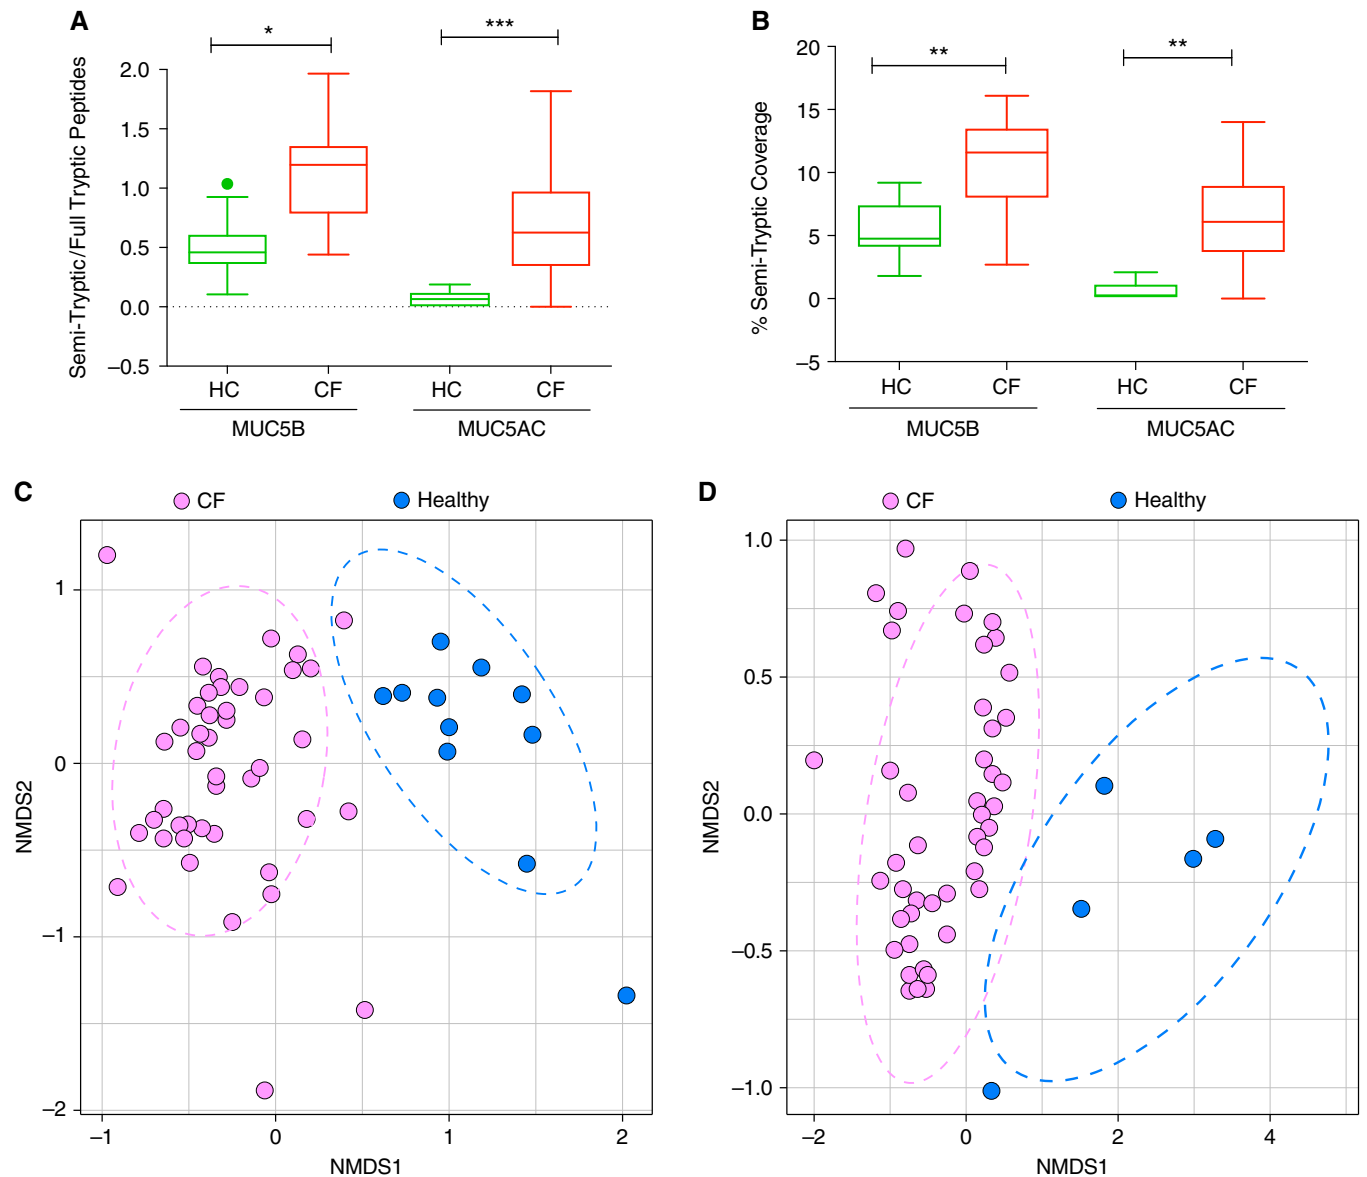 A
*
***
2.0
1.5
1.0
0.5
0.0
–0.5
Semi-Tryptic/Full Tryptic Peptides
HC
CF
HC
CF
MUC5B
MUC5AC
B
**
**
20
15
10
5
0
–5
% Semi-Tryptic Coverage
HC
CF
HC
CF
MUC5B
MUC5AC
C
CF
Healthy
1
0
–1
–2
NMDS2
–1
0
1
2
NMDS1
D
CF
Healthy
1.0
0.5
0.0
–0.5
–1.0
NMDS2
–2
0
2
4
NMDS1